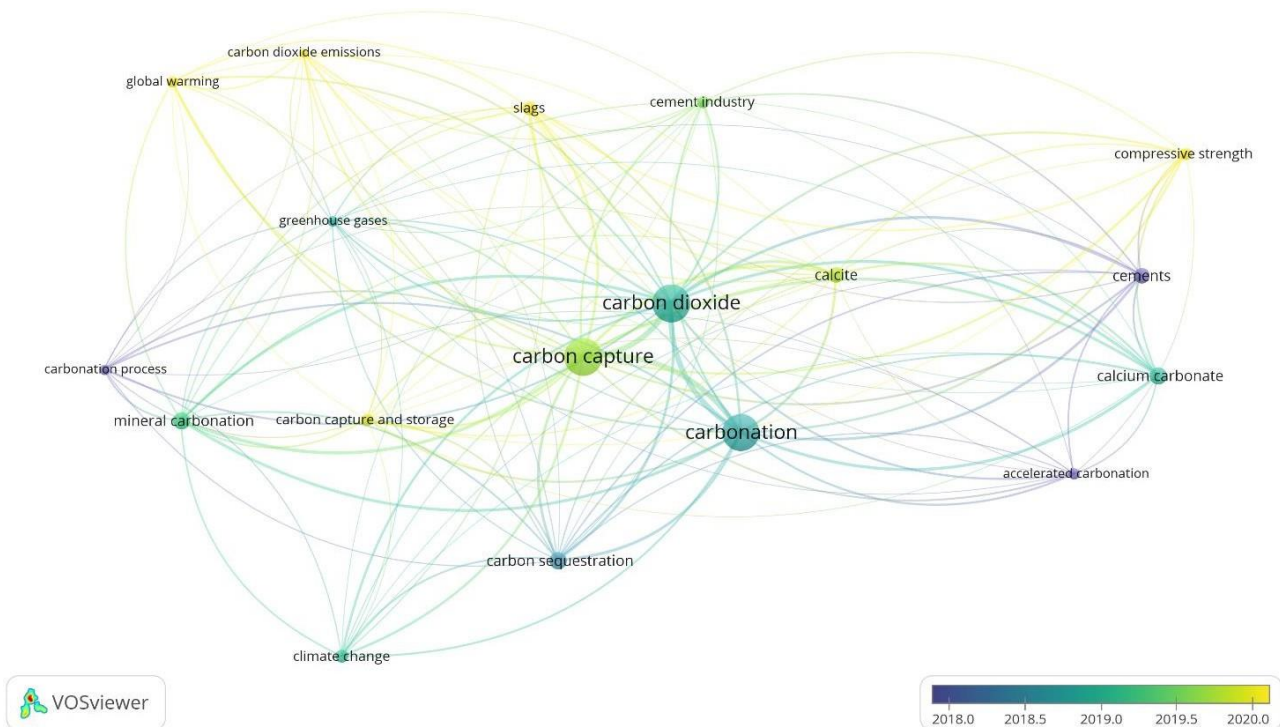 carbon dioxide emissions
global warming
slags
cement industry
compressive strength
greenhouse gases
calcite
cements
carbon dioxide
carbon capture
carbonation process
calcium carbonate
mineral carbonation
carbon capture and storage
carbonation
accelerated carbonation
carbon sequestration
climate change
VOSviewer
2018.0 2018.5 2019.0 2019.5 2020.0